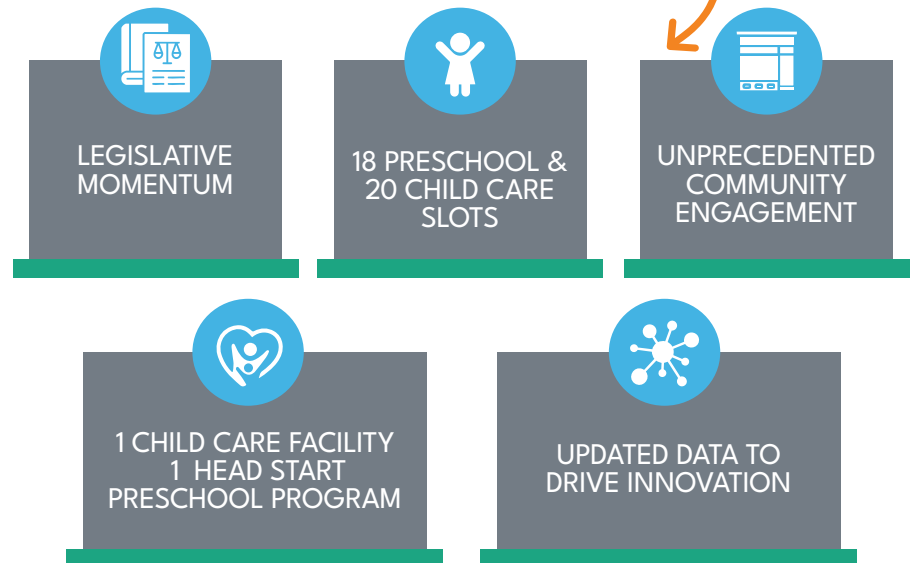 LEGISLATIVE
MOMENTUM
18 PRESCHOOL &
20 CHILD CARE
SLOTS
UNPRECEDENTED
COMMUNITY
ENGAGEMENT
1 CHILD CARE FACILITY
1 HEAD START
PRESCHOOL PROGRAM
UPDATED DATA TO
DRIVE INNOVATION